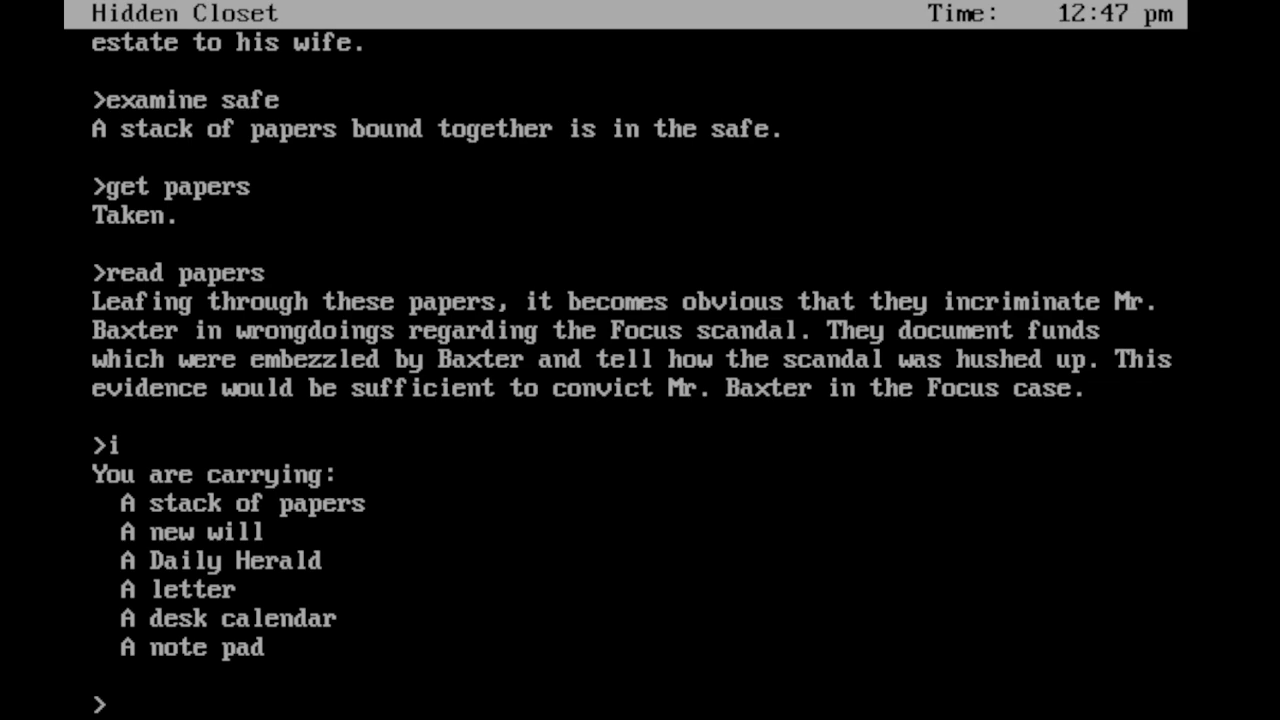 Hidden Closet Time: 12:47 pm
estate to his wife.
>examine safe
A stack of papers bound together is in the safe.
>get papers
Taken.
>read papers
Leafing through these papers, it becomes obvious that they incriminate Mr.
Baxter in wrongdoings regarding the Focus scandal. They document funds
which were embezzled by Baxter and tell how the scandal was hushed up. This
evidence would be sufficient to convict Mr. Baxter in the Focus case.
>i
You are carrying:
A stack of papers
A new will
A Daily Herald
A letter
A desk calendar
A note pad
>